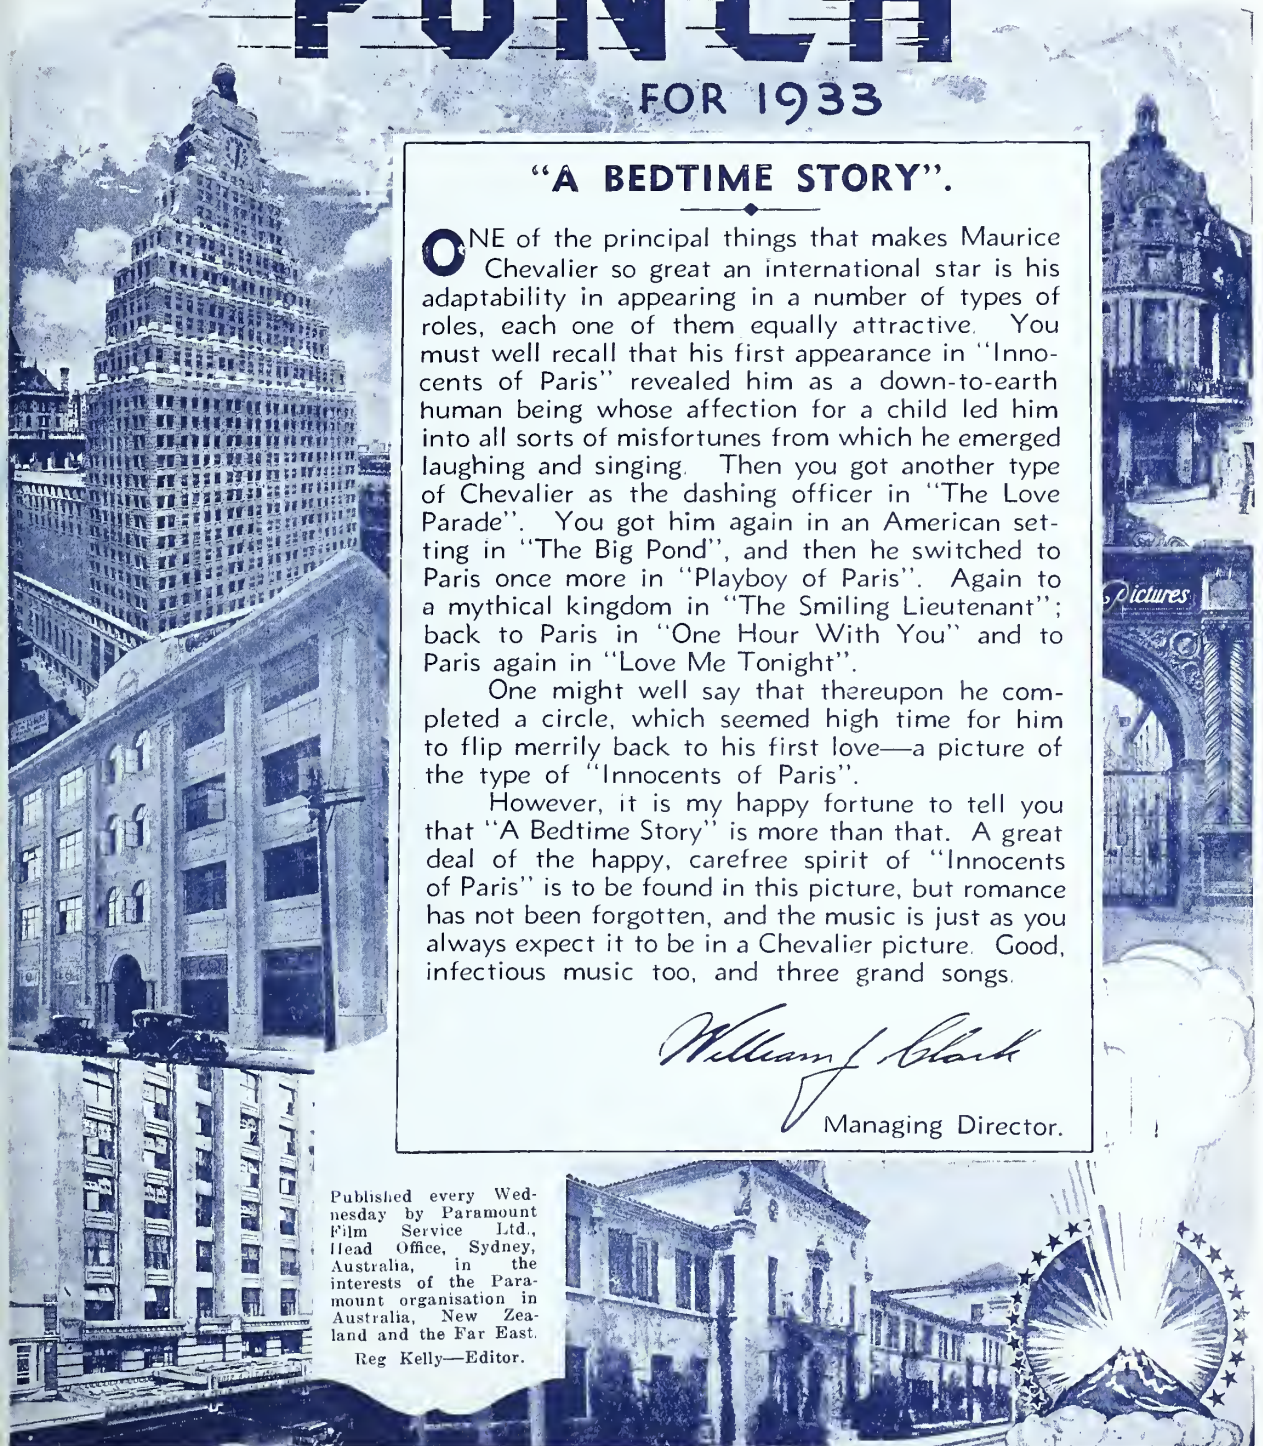 PUNCH
FOR 1933
"A BEDTIME STORY".
ONE of the principal things that makes Maurice
Chevalier so great an international star is his
adaptability in appearing in a number of types of
roles, each one of them equally attractive. You
must well recall that his first appearance in "Inno-
cents of Paris" revealed him as a down-to-earth
human being whose affection for a child led him
into all sorts of misfortunes from which he emerged
laughing and singing. Then you got another type
of Chevalier as the dashing officer in "The Love
Parade". You got him again in an American set-
ting in "The Big Pond", and then he switched to
Paris once more in "Playboy of Paris". Again to
a mythical kingdom in "The Smiling Lieutenant";
back to Paris in "One Hour With You" and to
Paris again in "Love Me Tonight".
One might well say that thereupon he com-
pleted a circle, which seemed high time for him
to flip merrily back to his first love—a picture of
the type of "Innocents of Paris".
However, it is my happy fortune to tell you
that "A Bedtime Story" is more than that. A great
deal of the happy, carefree spirit of "Innocents
of Paris" is to be found in this picture, but romance
has not been forgotten, and the music is just as you
always expect it to be in a Chevalier picture. Good,
infectious music too, and three grand songs.
William J Clark
Managing Director.
Pictures
Published every Wed-
nesday by Paramount
Film Service Ltd.,
Head Office, Sydney,
Australia, in the
interests of the Para-
mount organisation in
Australia, New Zea-
land and the Far East.
Reg Kelly—Editor.